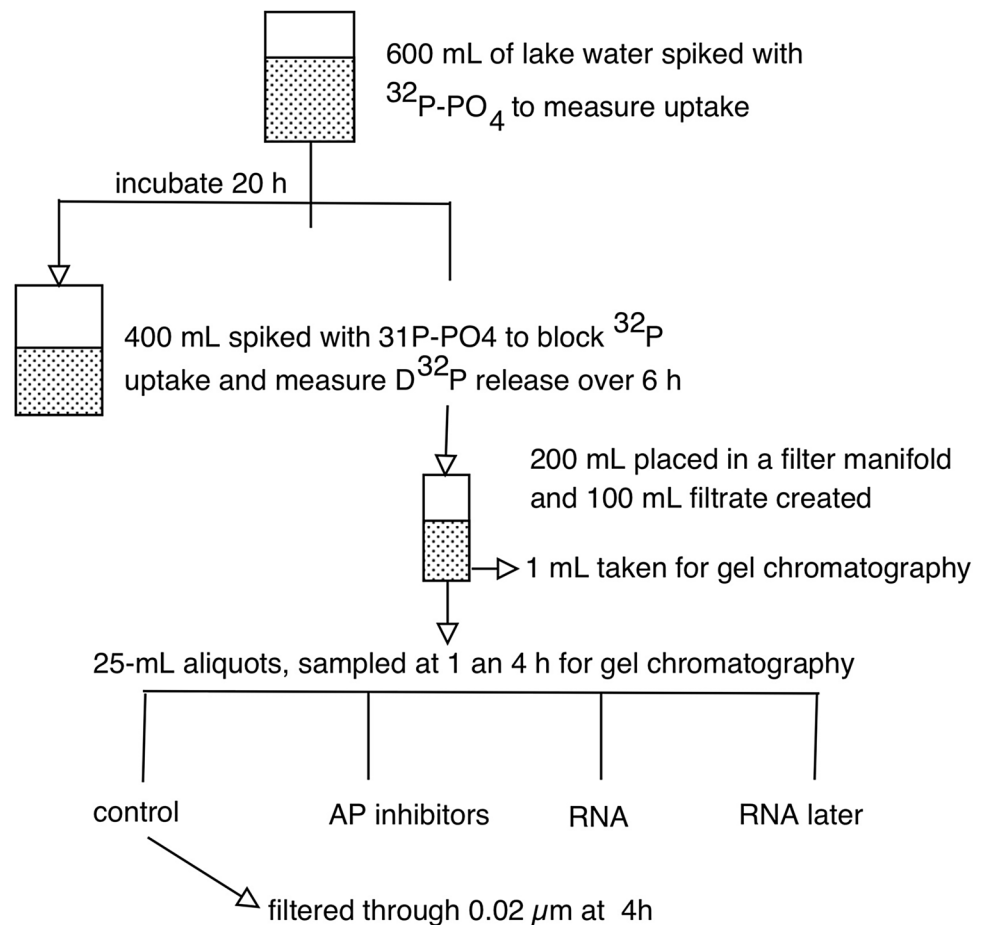 600 mL of lake water spiked with
³²P-PO₄ to measure uptake
incubate 20 h
400 mL spiked with 31P-PO4 to block ³²P
uptake and measure D³²P release over 6 h
200 mL placed in a filter manifold
and 100 mL filtrate created
1 mL taken for gel chromatography
25-mL aliquots, sampled at 1 an 4 h for gel chromatography
control
AP inhibitors
RNA
RNA later
filtered through 0.02 µm at 4h